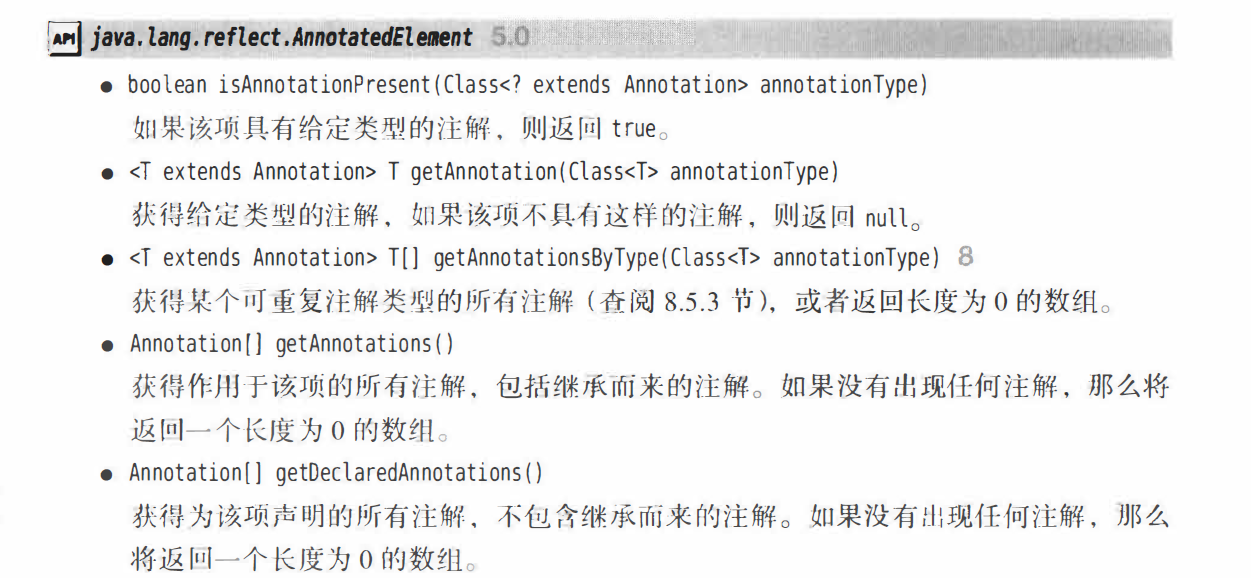 API java.lang.reflect.AnnotatedElement 5.0
● boolean isAnnotationPresent(Class<? extends Annotation> annotationType)
如果该项具有给定类型的注解，则返回 true。
● <T extends Annotation> T getAnnotation(Class<T> annotationType)
获得给定类型的注解，如果该项不具有这样的注解，则返回 null。
● <T extends Annotation> T[] getAnnotationsByType(Class<T> annotationType) 8
获得某个可重复注解类型的所有注解（查阅 8.5.3 节），或者返回长度为 0 的数组。
● Annotation[] getAnnotations()
获得作用于该项的所有注解，包括继承而来的注解。如果没有出现任何注解，那么将
返回一个长度为 0 的数组。
● Annotation[] getDeclaredAnnotations()
获得为该项声明的所有注解，不包含继承而来的注解。如果没有出现任何注解，那么
将返回一个长度为 0 的数组。